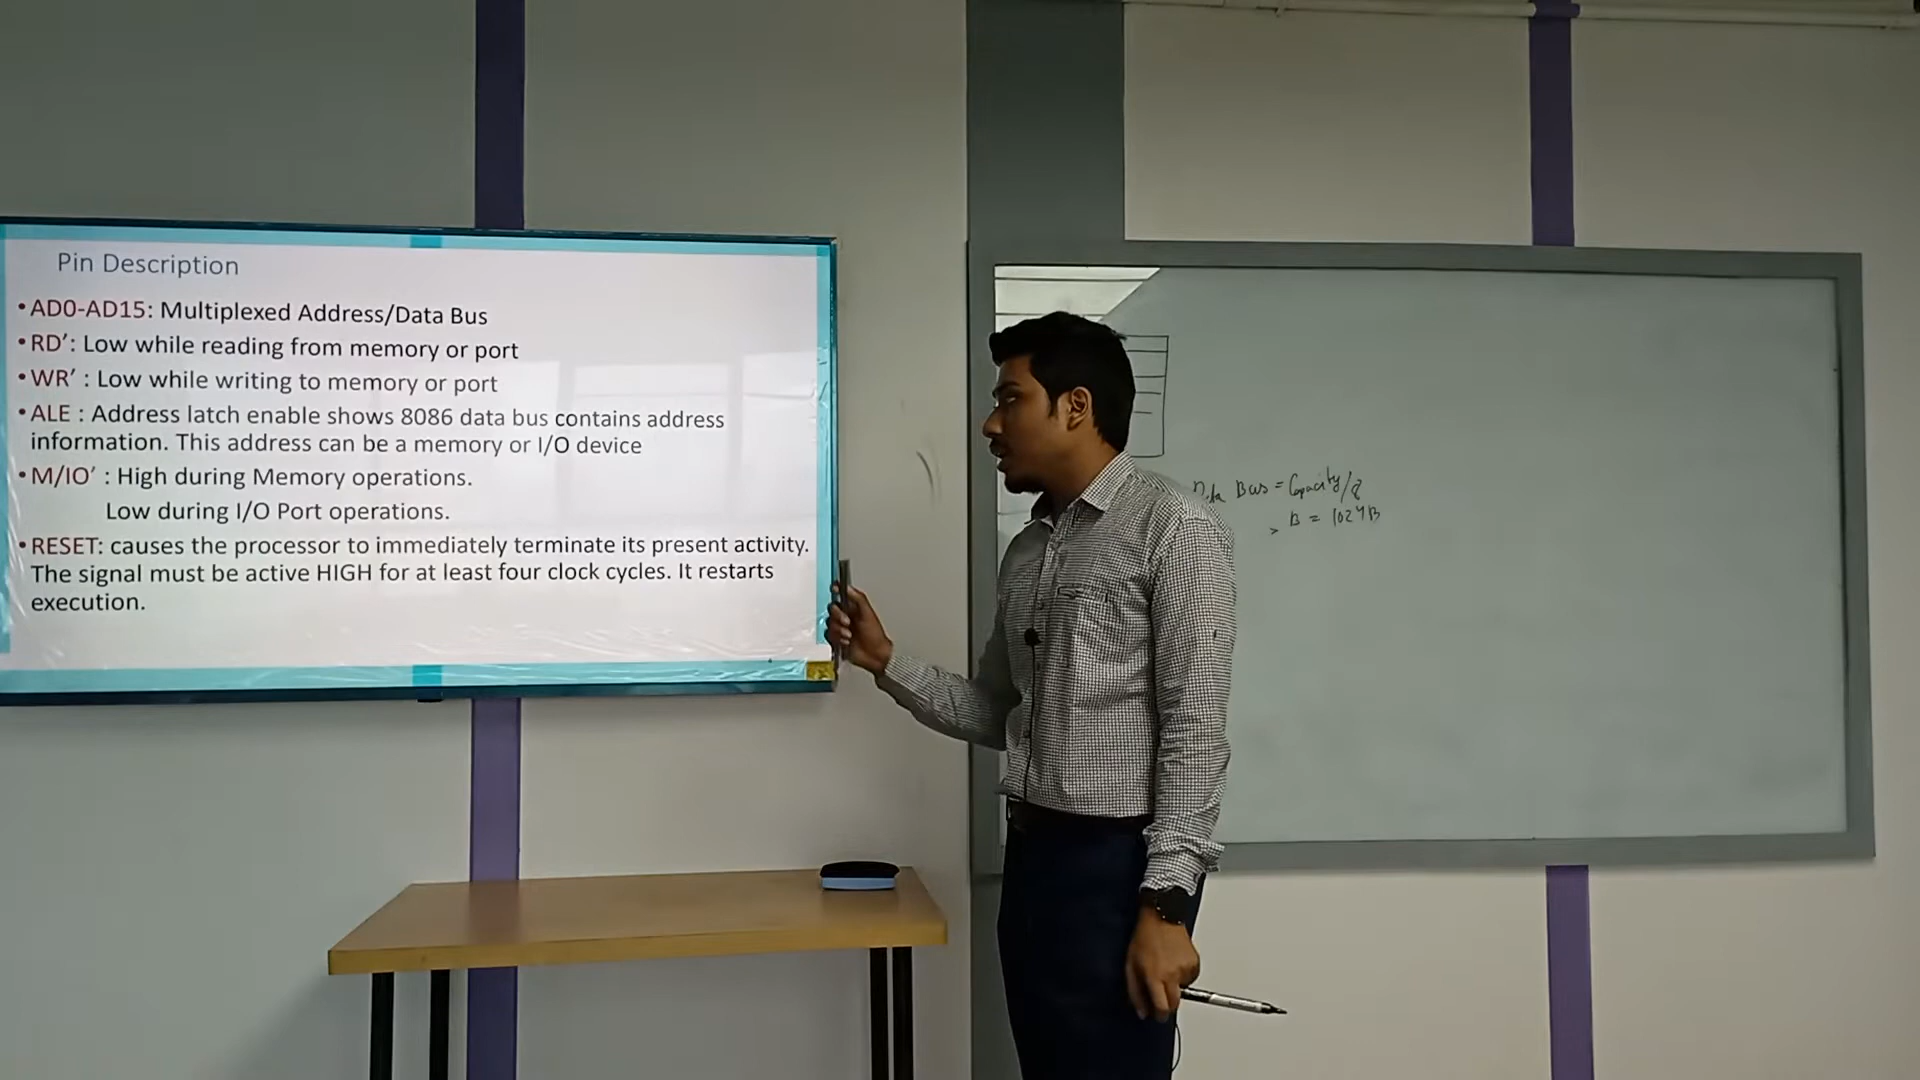 Pin Description
•AD0-AD15: Multiplexed Address/Data Bus
•RD’: Low while reading from memory or port
•WR’ : Low while writing to memory or port
•ALE : Address latch enable shows 8086 data bus contains address
information. This address can be a memory or I/O device
•M/IO’ : High during Memory operations.
Low during I/O Port operations.
•RESET: causes the processor to immediately terminate its present activity.
The signal must be active HIGH for at least four clock cycles. It restarts
execution.
Bus = Capacity/
B = 1024B